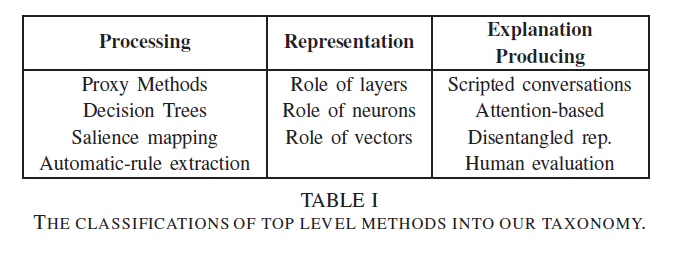 Processing Representation Explanation Producing
Proxy Methods Role of layers Scripted conversations
Decision Trees Role of neurons Attention-based
Salience mapping Role of vectors Disentangled rep.
Automatic-rule extraction Human evaluation
TABLE I
THE CLASSIFICATIONS OF TOP LEVEL METHODS INTO OUR TAXONOMY.